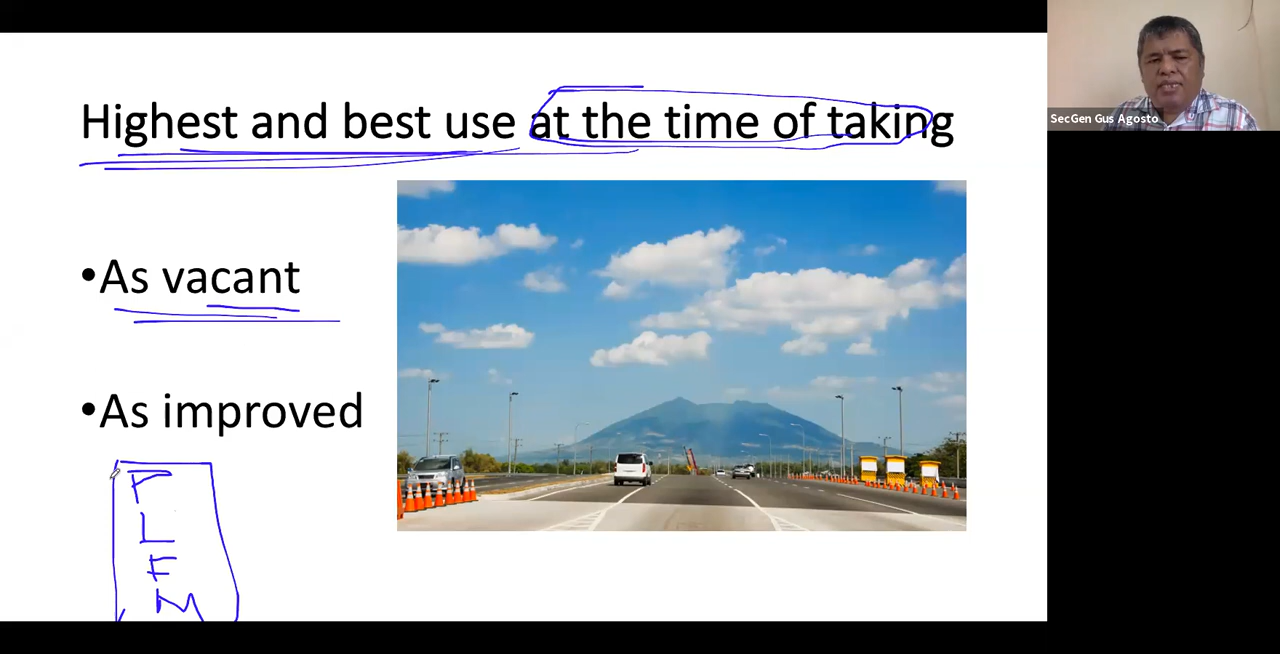 Highest and best use at the time of taking
SecGen Gus Agosto
•As vacant
•As improved
P
L
F
M